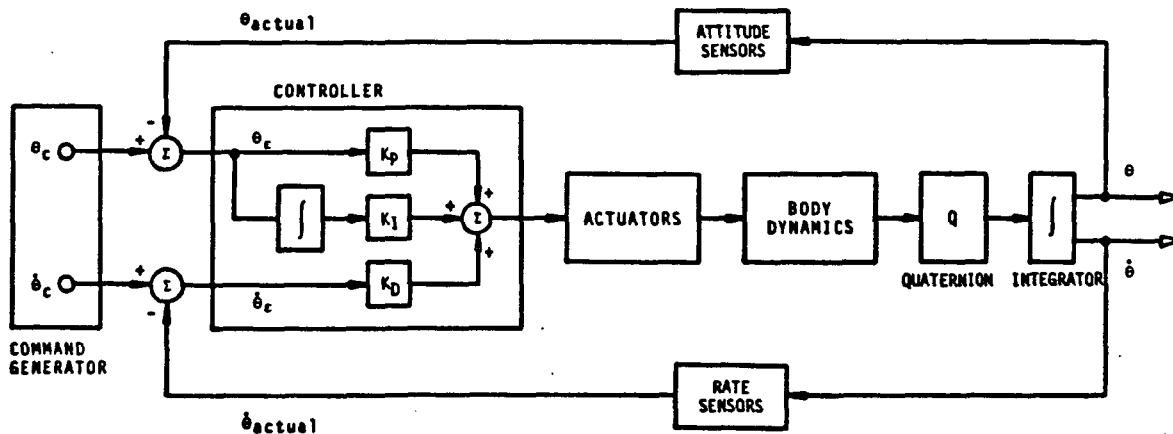 θactual
ATTITUDE
SENSORS
CONTROLLER
-
+
θc
Σ
θε
KP
+
∫
KI
+
Σ
ACTUATORS
BODY
DYNAMICS
Q
∫
θ
+
QUATERNION
INTEGRATOR
θ̇
+
θ̇c
Σ
θ̇ε
KD
-
COMMAND
GENERATOR
RATE
SENSORS
θ̇actual